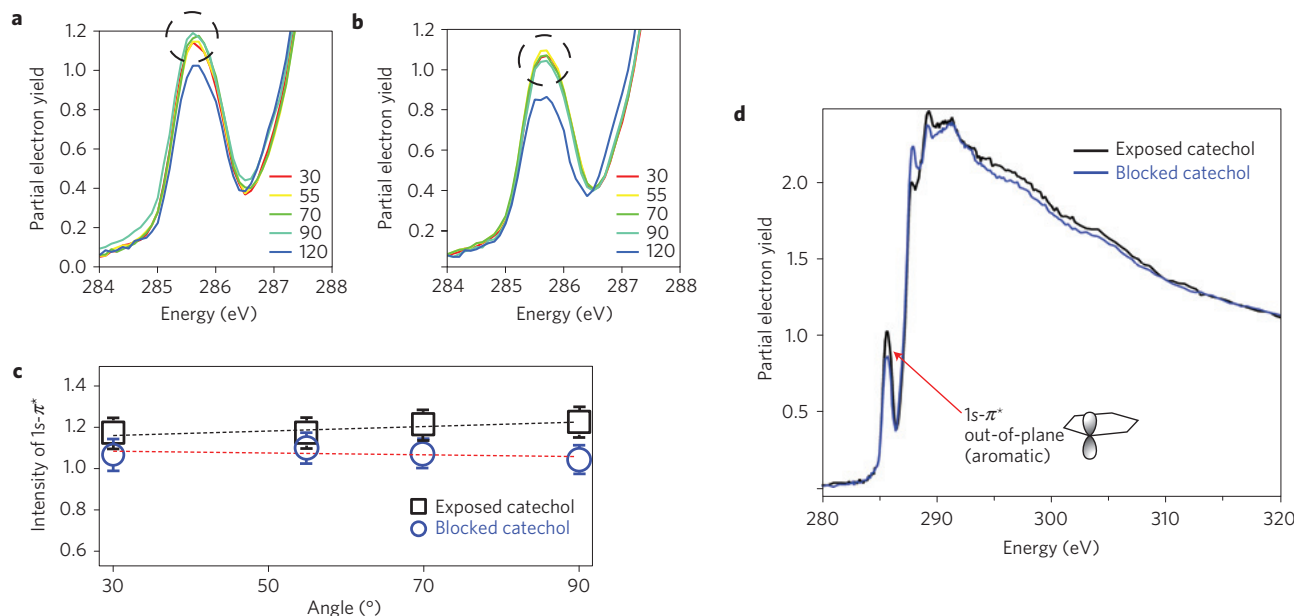 a
Partial electron yield
1.2
1.0
0.8
0.6
0.4
0.2
0.0
30
55
70
90
120
284 285 286 287 288
Energy (eV)
b
Partial electron yield
1.2
1.0
0.8
0.6
0.4
0.2
30
55
70
90
120
284 285 286 287 288
Energy (eV)
c
Intensity of 1s-π*
1.4
1.2
1.0
0.8
0.6
Exposed catechol
Blocked catechol
30 50 70 90
Angle (°)
d
Partial electron yield
2.0
1.5
1.0
0.5
Exposed catechol
Blocked catechol
1s-π*
out-of-plane
(aromatic)
280 290 300 310 320
Energy (eV)